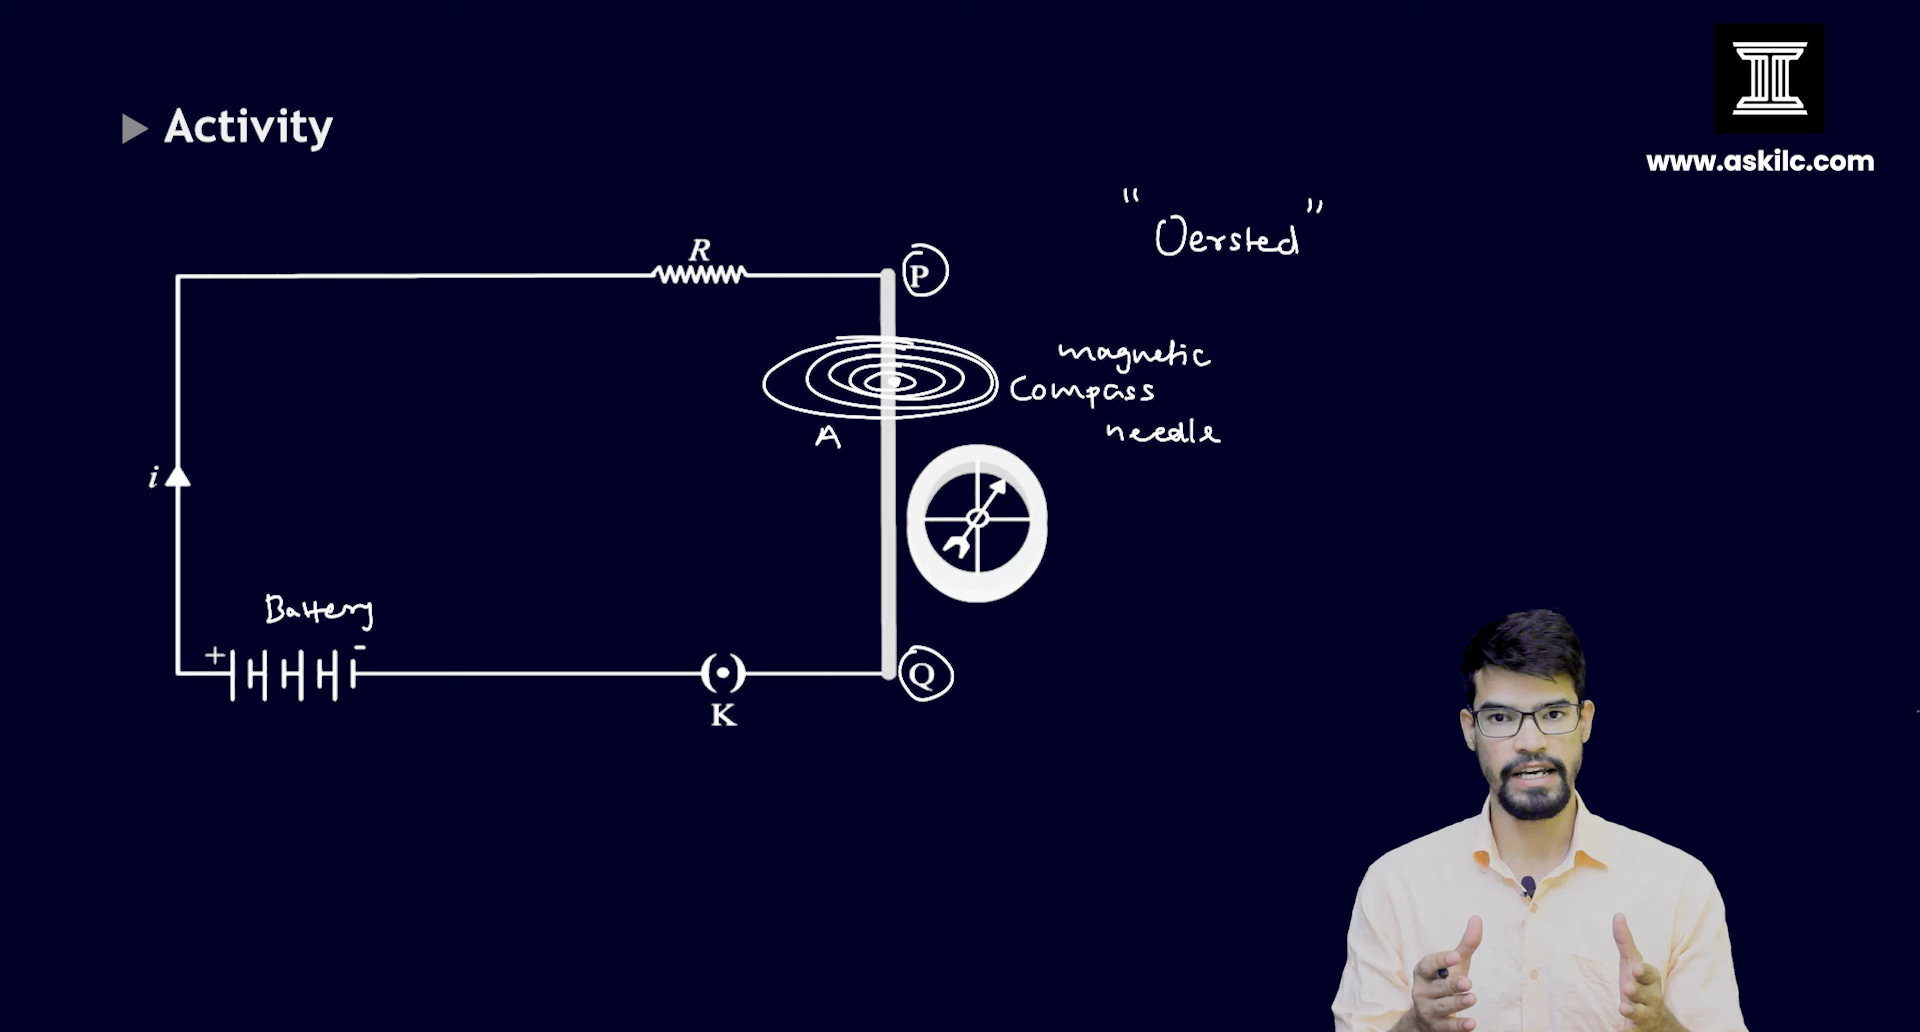 Activity
www.askilc.com
" Oersted "
R
P
magnetic
Compass
needle
A
i
Battery
+
-
Q
K